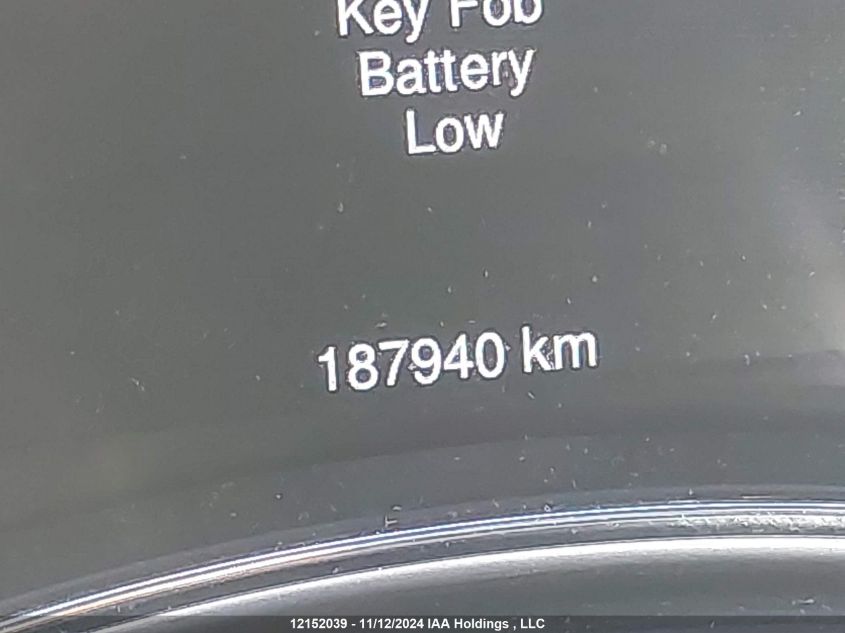 Key Fob
Battery
Low
187940 km
12152039 - 11/12/2024 IAA Holdings , LLC